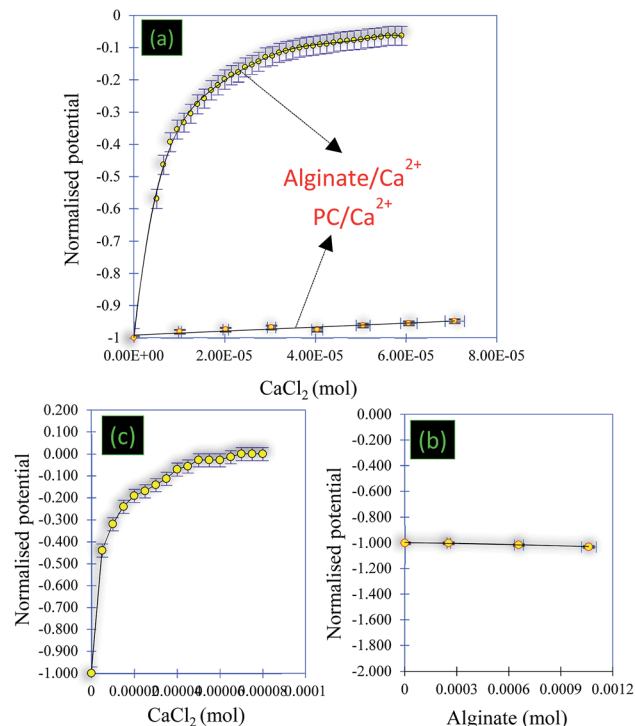 (a)
Normalised potential
0
-0.1
-0.2
-0.3
-0.4
-0.5
-0.6
-0.7
-0.8
-0.9
-1
Alginate/Ca²⁺
PC/Ca²⁺
0.00E+00 2.00E-05 4.00E-05 6.00E-05 8.00E-05
CaCl₂ (mol)
(c)
Normalised potential
0.200
0.100
0.000
-0.100
-0.200
-0.300
-0.400
-0.500
-0.600
-0.700
-0.800
-0.900
-1.000
0 0.00002 0.00004 0.00006 0.00008 0.0001
CaCl₂ (mol)
(b)
Normalised potential
0.000
-0.200
-0.400
-0.600
-0.800
-1.000
-1.200
-1.400
-1.600
-1.800
-2.000
0 0.0003 0.0006 0.0009 0.0012
Alginate (mol)